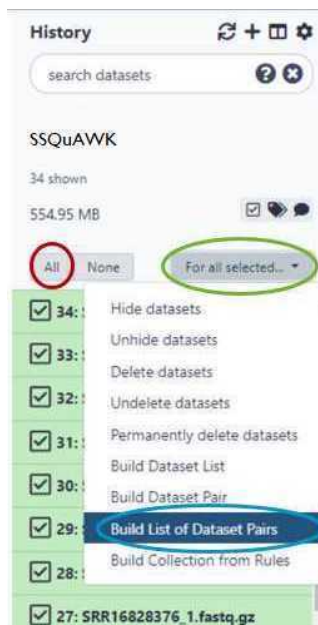 History
search datasets
SSQuAWK
34 shown
554.95 MB
All None For all selected...
34: S
Hide datasets
33: S
Unhide datasets
Delete datasets
32: S
Undelete datasets
31: S
Permanently delete datasets
Build Dataset List
30: S
Build Dataset Pair
29: S
Build List of Dataset Pairs
28: S
Build Collection from Rules
27: SRR16828376_1.fastq.gz